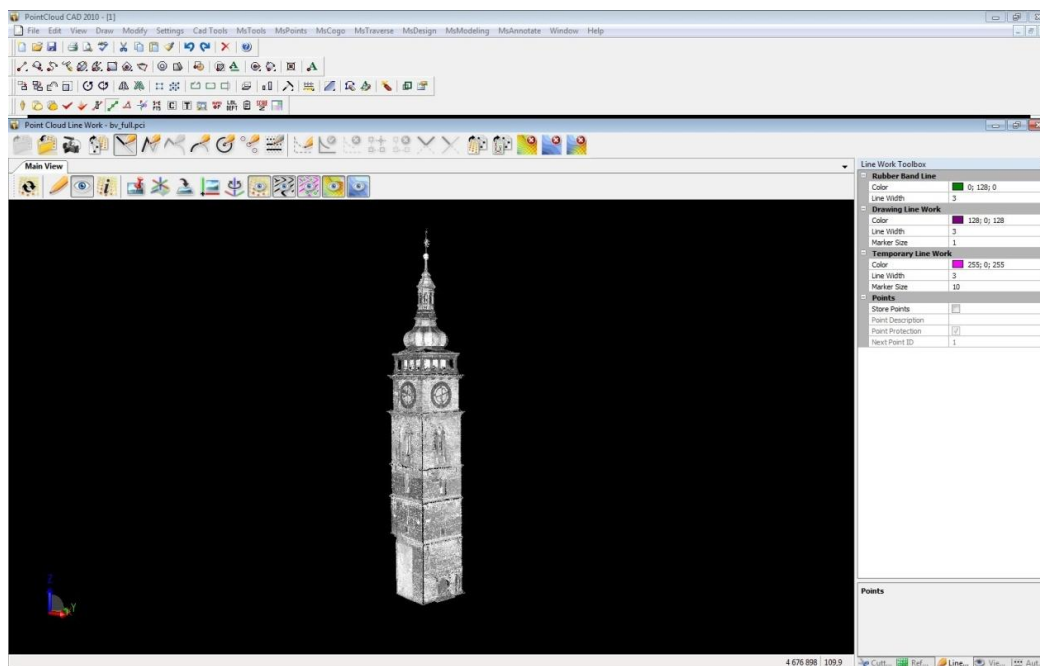 PointCloud CAD 2010 - [1]
File Edit View Draw Modify Settings Cad Tools MsTools MsPoints MsCogo MsTraverse MsDesign MsModeling MsAnnotate Window Help
Point Cloud Line Work - bv_full.pci
Main View
Line Work Toolbox
Rubber Band Line
Color 0; 128; 0
Line Width 3
Drawing Line Work
Color 128; 0; 128
Line Width 3
Marker Size 1
Temporary Line Work
Color 255; 0; 255
Line Width 3
Marker Size 10
Points
Store Points
Point Description
Point Protection
Next Point ID 1
Z
Y
Points
4 676 898 109,9
Cutt... Ref... Line... Vie... Aut...